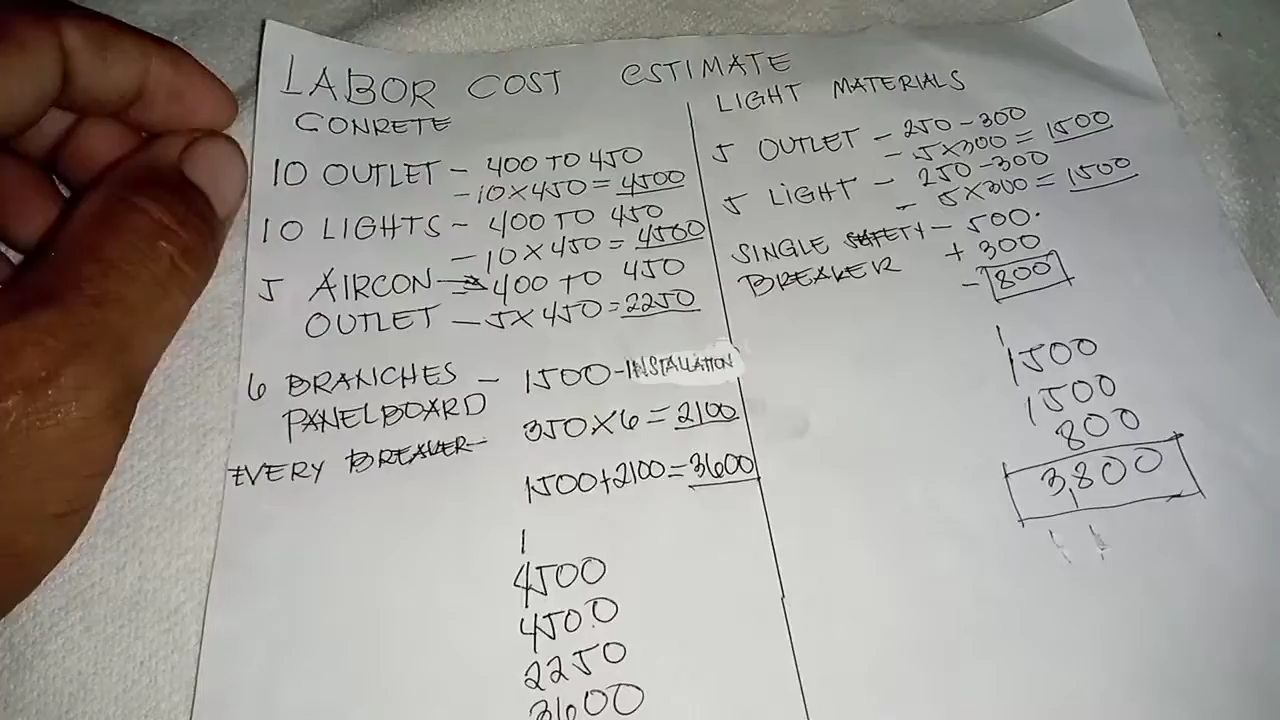 LABOR COST ESTIMATE
CONRETE
10 OUTLET - 400 TO 450
- 10 X 450 = 4500
10 LIGHTS - 400 TO 450
- 10 X 450 = 4500
5 AIRCON - 400 TO 450
OUTLET - 5 X 450 = 2250
6 BRANCHES - 1500 - INSTALLATION
PANELBOARD
350 X 6 = 2100
EVERY BREAKER
1500 + 2100 = 3600
1
4500
4500
2250
3600
LIGHT MATERIALS
5 OUTLET - 250 - 300
- 5 X 300 = 1500
5 LIGHT - 250 - 300
- 5 X 300 = 1500
SINGLE SAFETY - 500.
BREAKER + 300
- 800
1
1500
1500
800
3,800